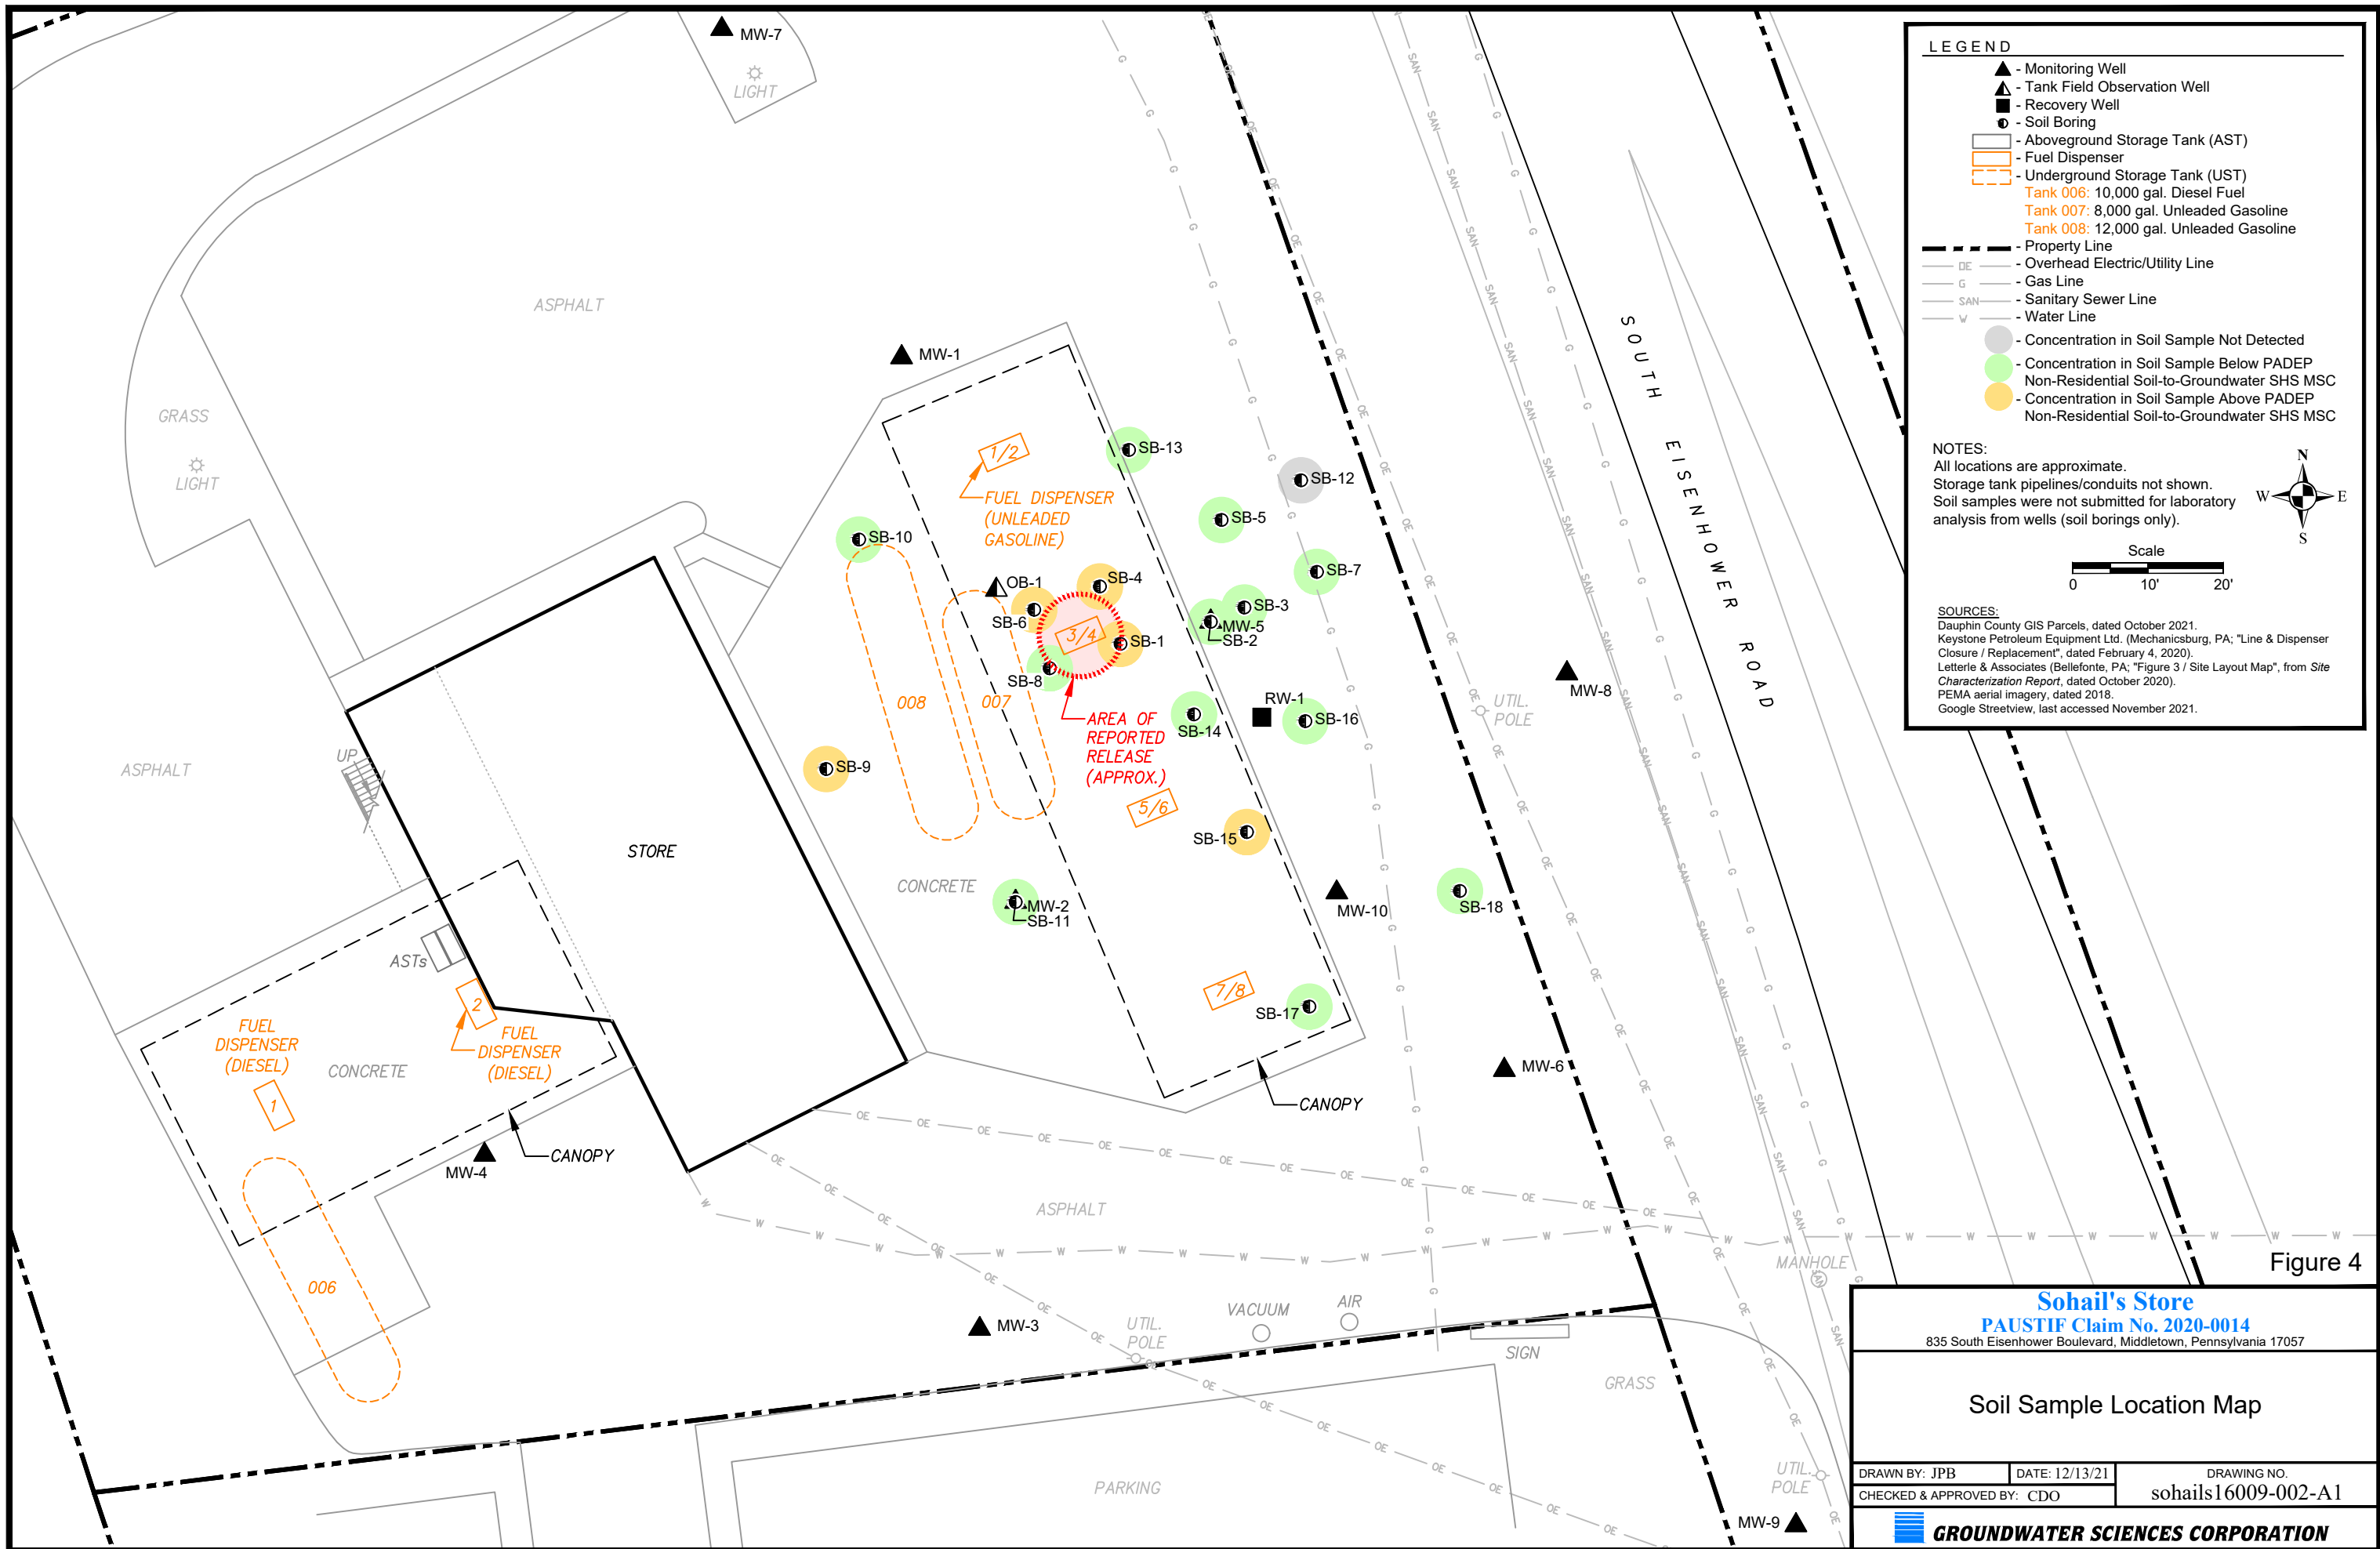 MW-7
LIGHT
ASPHALT
MW-1
GRASS
LIGHT
SB-13
1/2
FUEL DISPENSER
(UNLEADED
GASOLINE)
SB-12
SB-5
SB-10
OB-1
SB-4
SB-7
SB-6
SB-3
MW-5
SB-2
3/4
SB-1
SB-8
008
007
AREA OF
REPORTED
RELEASE
(APPROX.)
SB-14
RW-1
SB-16
MW-8
UTIL.
POLE
SOUTH EISENHOWER ROAD
UP
ASPHALT
SB-9
5/6
SB-15
STORE
CONCRETE
MW-2
SB-11
MW-10
SB-18
ASTs
2
7/8
SB-17
FUEL
DISPENSER
(DIESEL)
FUEL
DISPENSER
(DIESEL)
CONCRETE
1
MW-6
CANOPY
CANOPY
MW-4
ASPHALT
006
MANHOLE
MW-3
UTIL.
POLE
VACUUM
AIR
SIGN
GRASS
PARKING
UTIL.
POLE
MW-9
LEGEND
- Monitoring Well
- Tank Field Observation Well
- Recovery Well
- Soil Boring
- Aboveground Storage Tank (AST)
- Fuel Dispenser
- Underground Storage Tank (UST)
Tank 006: 10,000 gal. Diesel Fuel
Tank 007: 8,000 gal. Unleaded Gasoline
Tank 008: 12,000 gal. Unleaded Gasoline
- Property Line
OE - Overhead Electric/Utility Line
G - Gas Line
SAN - Sanitary Sewer Line
W - Water Line
- Concentration in Soil Sample Not Detected
- Concentration in Soil Sample Below PADEP
Non-Residential Soil-to-Groundwater SHS MSC
- Concentration in Soil Sample Above PADEP
Non-Residential Soil-to-Groundwater SHS MSC
NOTES:
All locations are approximate.
Storage tank pipelines/conduits not shown.
Soil samples were not submitted for laboratory
analysis from wells (soil borings only).
N
W E
S
Scale
0 10' 20'
SOURCES:
Dauphin County GIS Parcels, dated October 2021.
Keystone Petroleum Equipment Ltd. (Mechanicsburg, PA; "Line & Dispenser
Closure / Replacement", dated February 4, 2020).
Letterle & Associates (Bellefonte, PA; "Figure 3 / Site Layout Map", from Site
Characterization Report, dated October 2020).
PEMA aerial imagery, dated 2018.
Google Streetview, last accessed November 2021.
Figure 4
Sohail's Store
PAUSTIF Claim No. 2020-0014
835 South Eisenhower Boulevard, Middletown, Pennsylvania 17057
Soil Sample Location Map
DRAWN BY: JPB
DATE: 12/13/21
DRAWING NO.
CHECKED & APPROVED BY: CDO
sohails16009-002-A1
GROUNDWATER SCIENCES CORPORATION